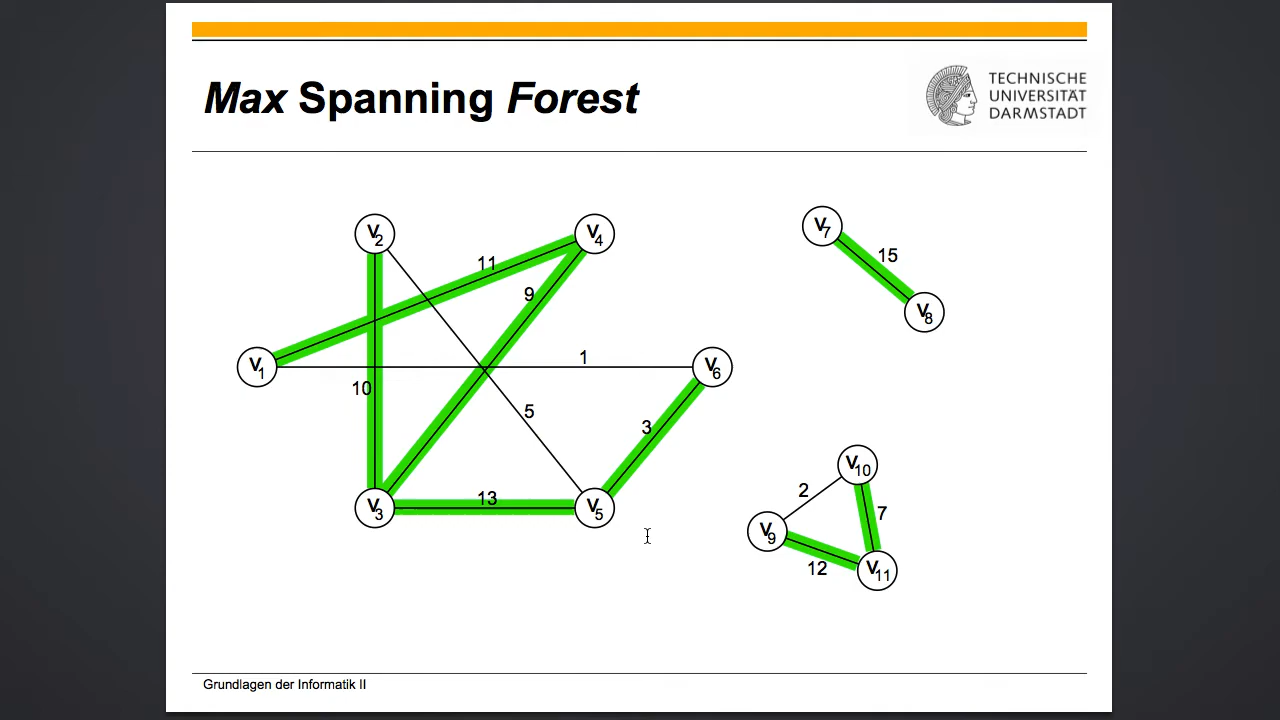 Max Spanning Forest
TECHNISCHE
UNIVERSITÄT
DARMSTADT
V2
V4
V7
15
11
9
V8
V1
1
V6
10
5
3
V10
2
7
13
V3
V5
V9
12
V11
Grundlagen der Informatik II